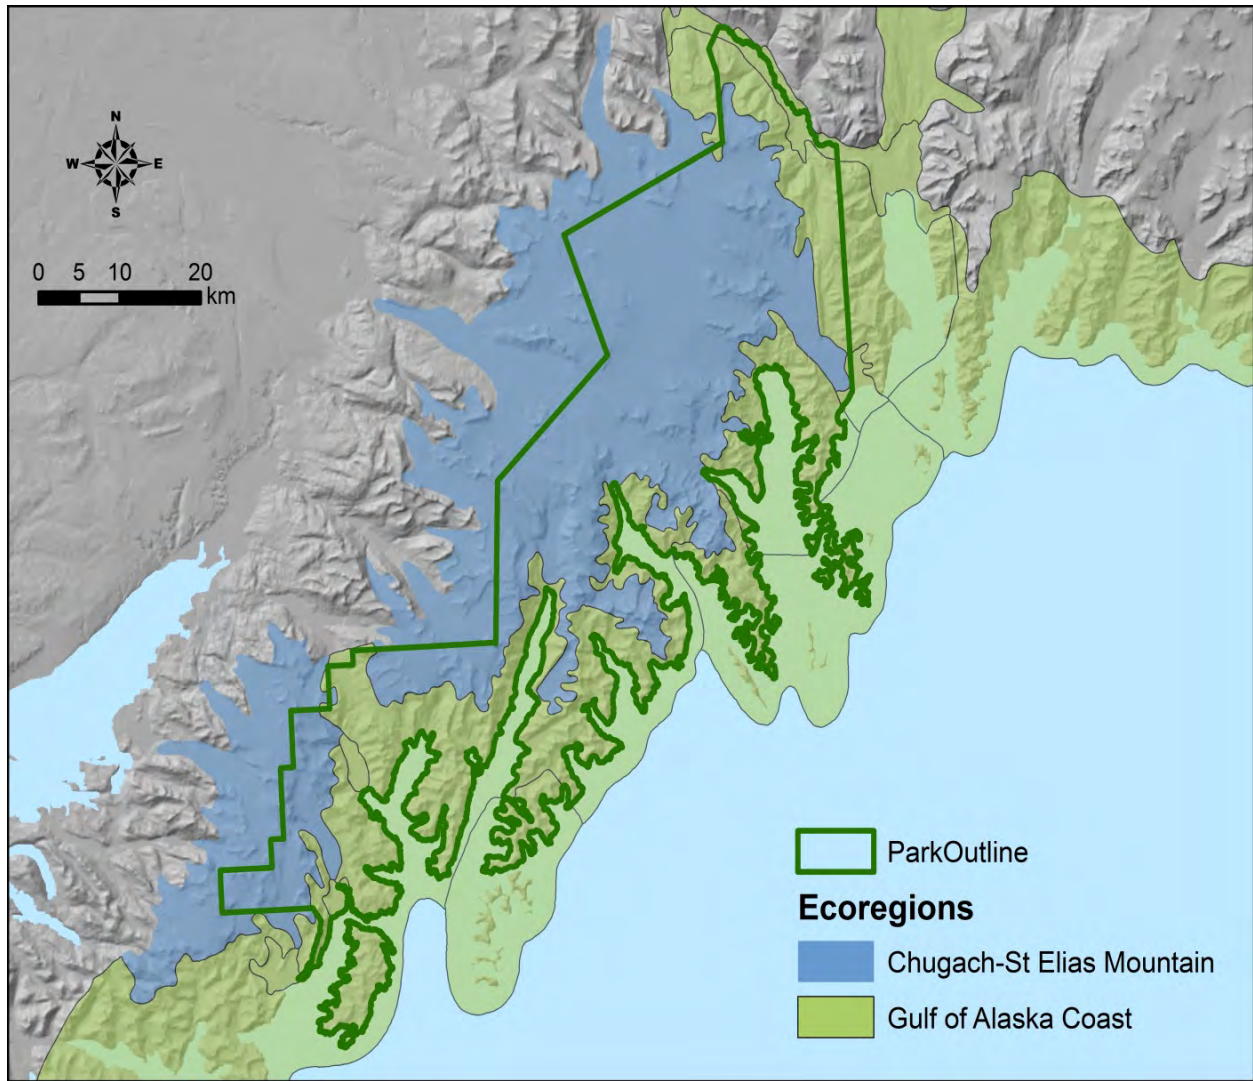 N
W E
S
0 5 10 20
km
ParkOutline
Ecoregions
Chugach-St Elias Mountain
Gulf of Alaska Coast